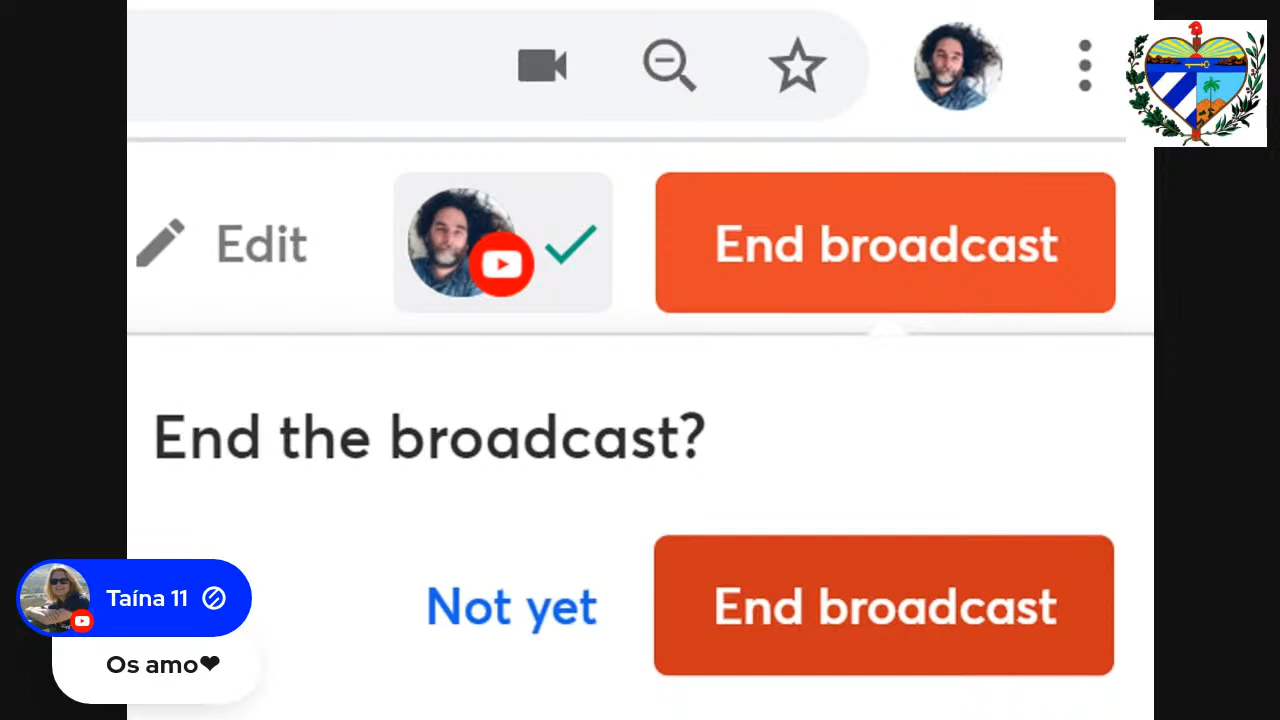 Edit
End broadcast
End the broadcast?
Not yet
End broadcast
Taína 11
Os amo❤